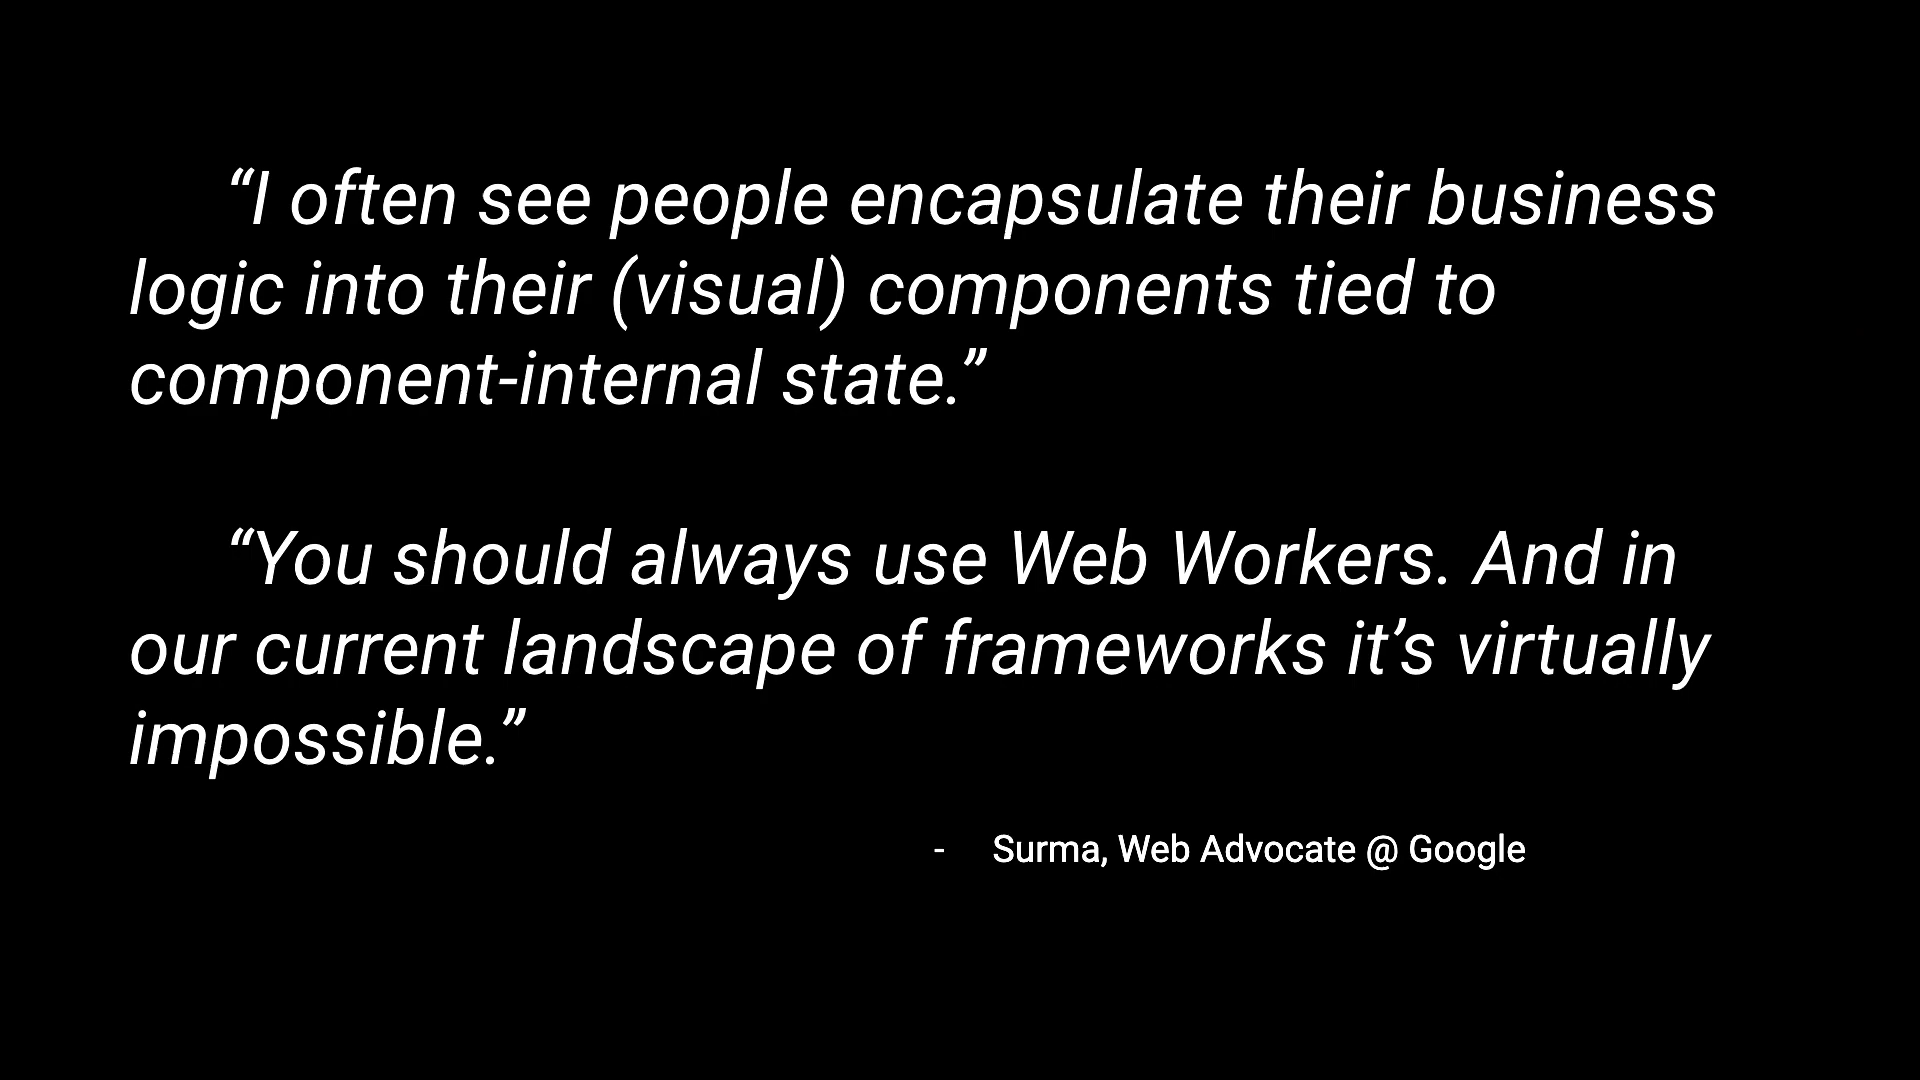 “I often see people encapsulate their business
logic into their (visual) components tied to
component-internal state.”
“You should always use Web Workers. And in
our current landscape of frameworks it’s virtually
impossible.”
- Surma, Web Advocate @ Google